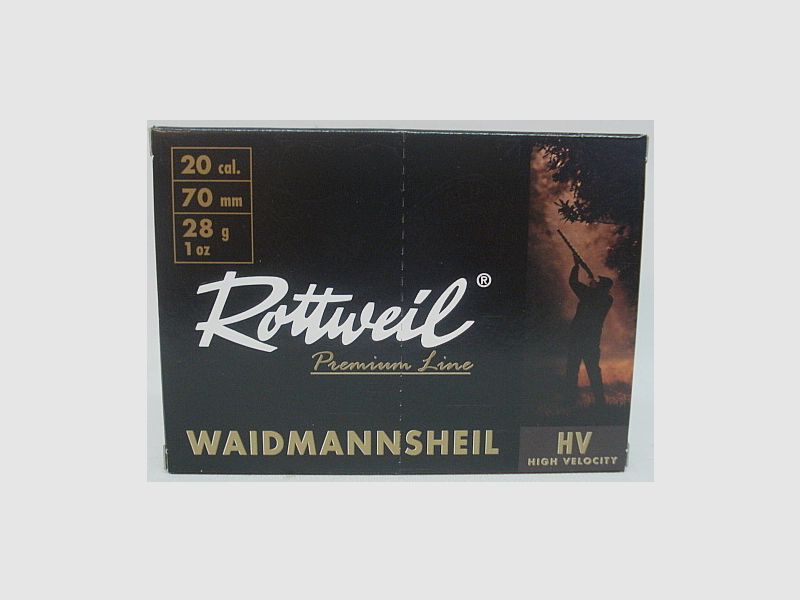 20 cal.
70 mm
28 g
1 oz
Rottweil®
Premium Line
WAIDMANNSHEIL
HV
HIGH VELOCITY